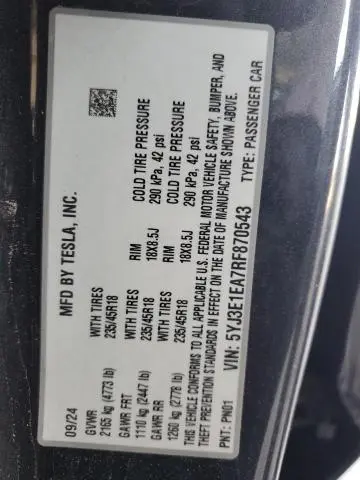 MFD BY TESLA, INC.
09/24
GVWR
2165 kg (4773 lb)
GAWR FRT WITH TIRES RIM COLD TIRE PRESSURE
1110 kg (2447 lb) 235/45R18 18X8.5J 290 kPa, 42 psi
GAWR RR WITH TIRES RIM COLD TIRE PRESSURE
1260 kg (2778 lb) 235/45R18 18X8.5J 290 kPa, 42 psi
THIS VEHICLE CONFORMS TO ALL APPLICABLE U.S. FEDERAL MOTOR VEHICLE SAFETY, BUMPER, AND
THEFT PREVENTION STANDARDS IN EFFECT ON THE DATE OF MANUFACTURE SHOWN ABOVE.
PNT: PN01 VIN: 5YJ3E1EA7RF870543 TYPE: PASSENGER CAR